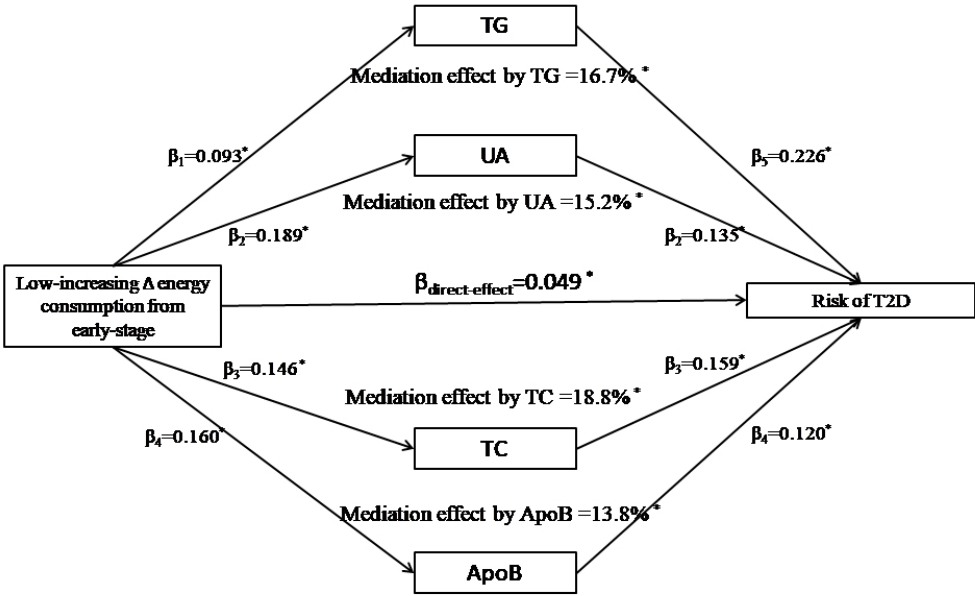 TG
Mediation effect by TG =16.7% *
β₁=0.093*
β₅=0.226*
UA
Mediation effect by UA =15.2% *
β₂=0.189*
β₂=0.135*
Low-increasing Δ energy
consumption from
early-stage
βdirect-effect=0.049 *
Risk of T2D
β₃=0.146*
β₃=0.159*
Mediation effect by TC =18.8% *
β₄=0.160*
β₄=0.120*
TC
Mediation effect by ApoB =13.8% *
ApoB